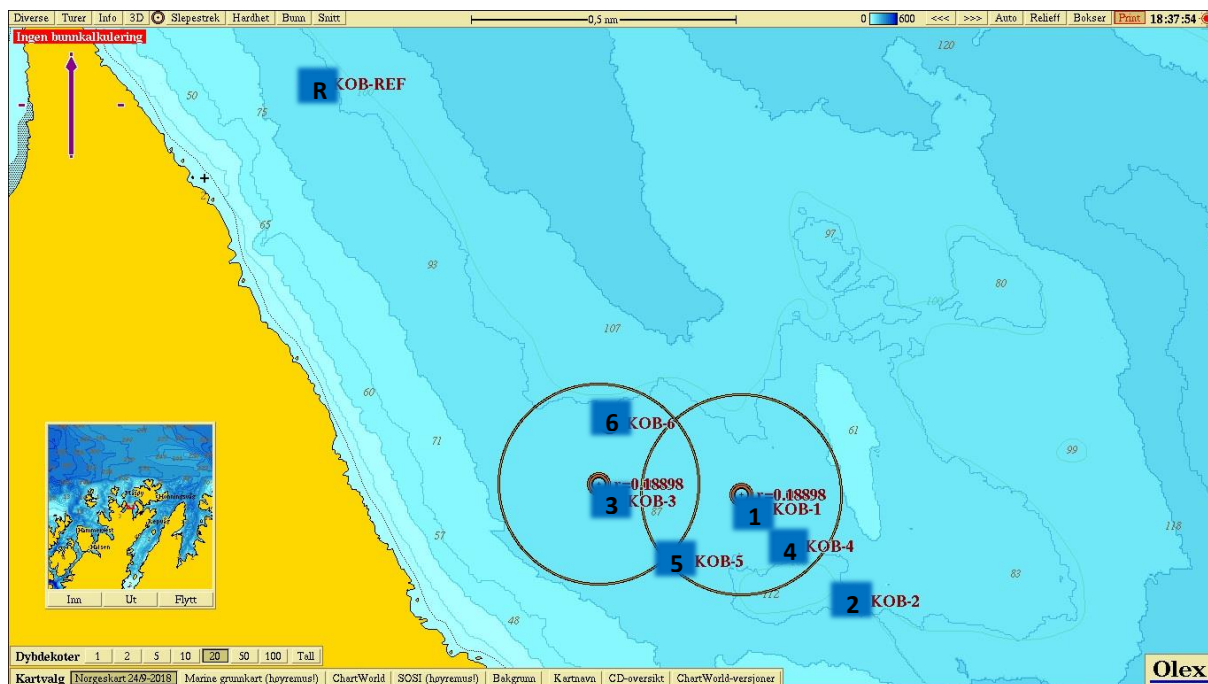 Diverse Turer Info 3D Slepestrek Hardhet Bunn Snitt 0,5 nm 0 600 <<< >>> Auto Relieff Bokser Print 18:37:54
Ingen bunnkalkulering
120
R KOB-REF
50
100
75
2
65
97
93
80
100
107
60
6 KOB-6
61
71
99
r=0.18898 r=0.18898
3 KOB-3 1 KOB-1
87
118
57
4 KOB-4
5 KOB-5
83
112
2 KOB-2
48
Inn Ut Flytt
Dybdekoter 1 2 5 10 20 50 100 Tall
Kartvalg Norgeskart 24/9-2018 Marine grunnkart (høyremus!) ChartWorld SOSI (høyremus!) Bakgrunn Kartnavn CD-oversikt ChartWorld-versjoner
Olex